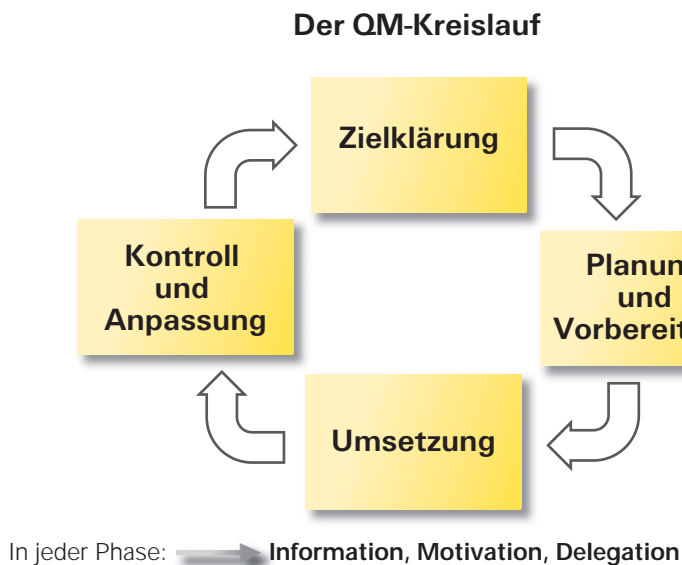 Der QM-Kreislauf
Zielklärung
Planun
und
Vorbereit
Umsetzung
Kontroll
und
Anpassung
In jeder Phase: Information, Motivation, Delegation